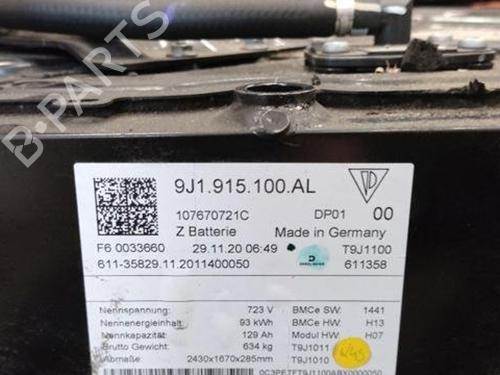 9J1.915.100.AL
107670721C DP01 00
Z Batterie Made in Germany
F6 0033660 29.11.20 06:49 T9J1100
611-35829.11.2011400050 611358
Nennspannung: 723 V BMCe SW: 1441
Nennenergieinhalt: 93 kWh BMCe HW: H13
Nennkapazität: 129 Ah Modul HW: H07
Brutto Gewicht: 634 kg T9J1011
Abmaße: 2430x1670x285mm T9J1010
B-PARTS